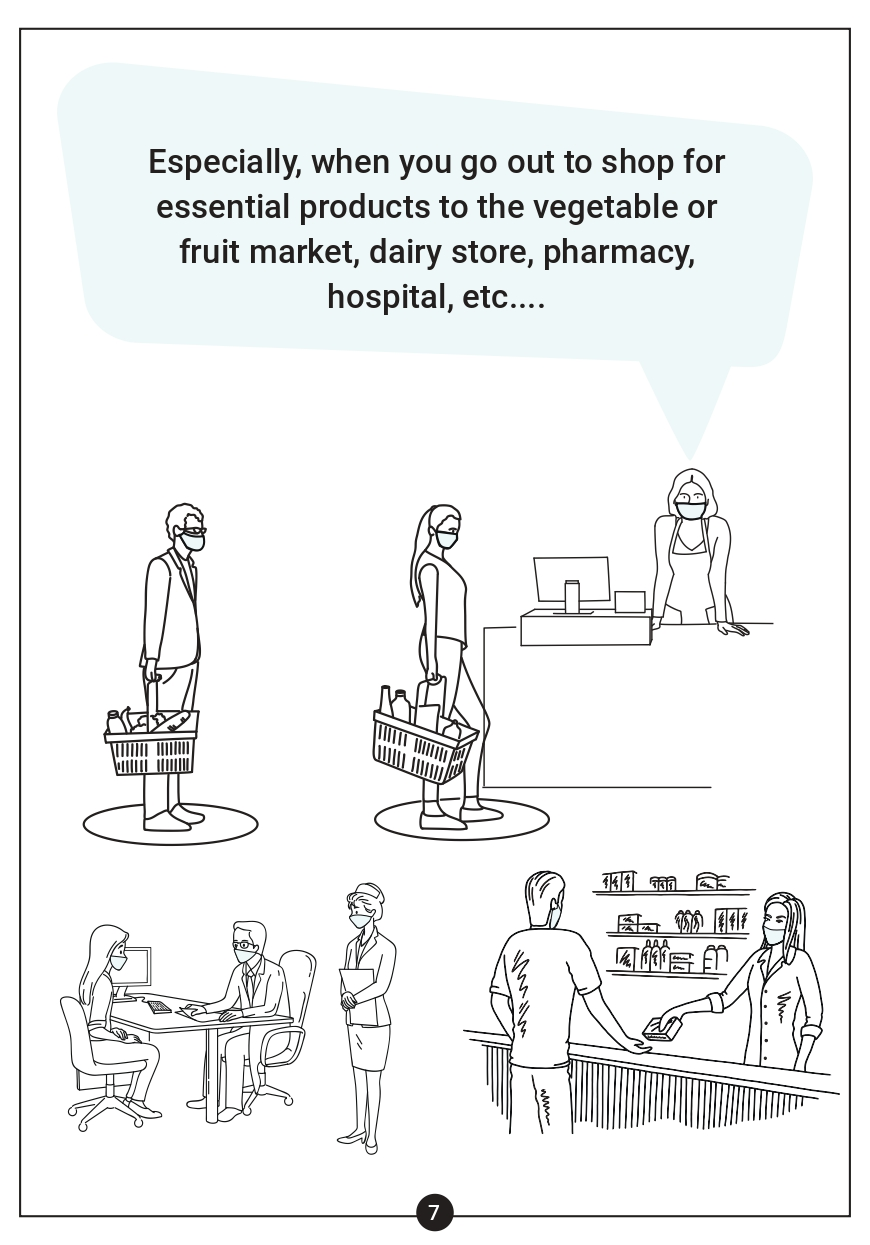 Especially, when you go out to shop for
essential products to the vegetable or
fruit market, dairy store, pharmacy,
hospital, etc....
7